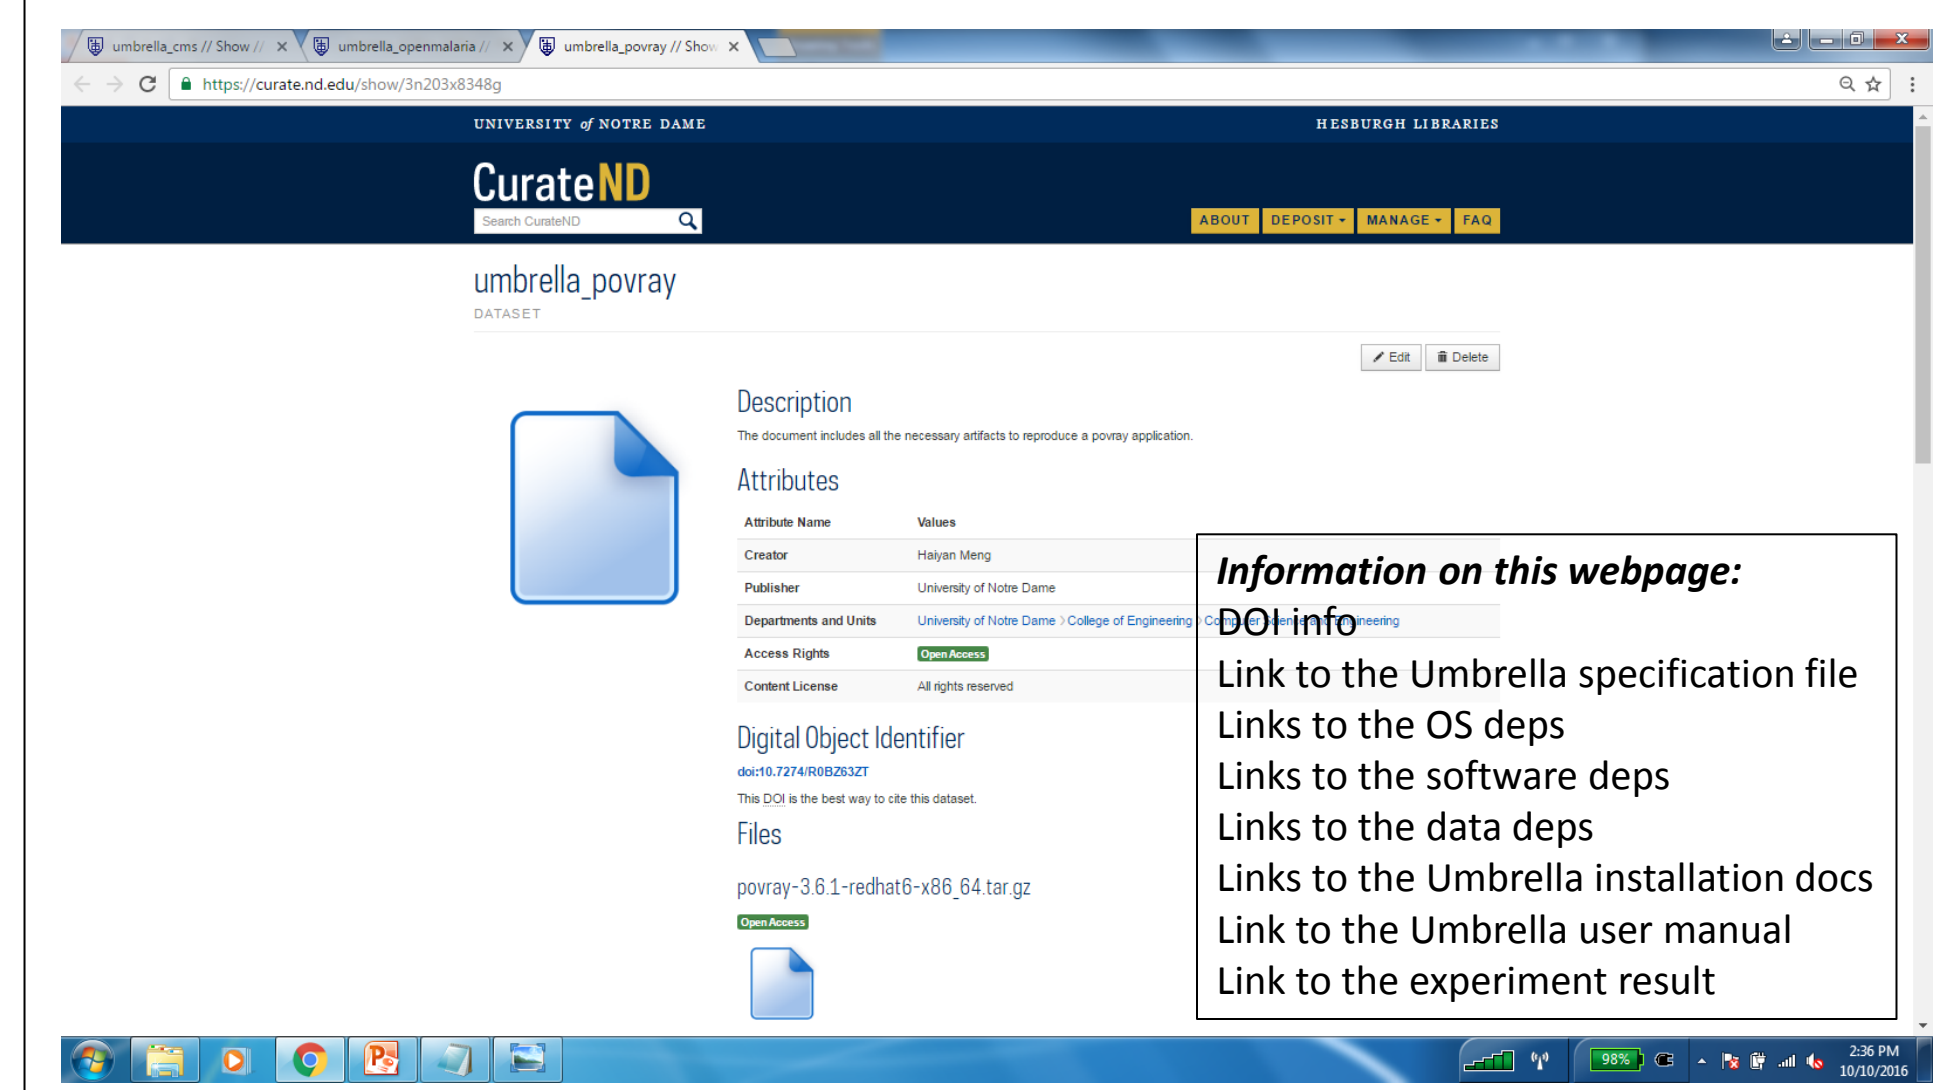 umbrella_cms // Show //
umbrella_openmalaria //
umbrella_povray // Show
https://curate.nd.edu/show/3n203x8348g
UNIVERSITY of NOTRE DAME
HESBURGH LIBRARIES
CurateND
Search CurateND
ABOUT
DEPOSIT
MANAGE
FAQ
umbrella_povray
DATASET
Edit
Delete
Description
The document includes all the necessary artifacts to reproduce a povray application.
Attributes
Attribute Name Values
Creator Haiyan Meng
Publisher University of Notre Dame
Departments and Units University of Notre Dame > College of Engineering > Computer Science and Engineering
Access Rights Open Access
Content License All rights reserved
Digital Object Identifier
doi:10.7274/R0BZ63ZT
This DOI is the best way to cite this dataset.
Files
povray-3.6.1-redhat6-x86_64.tar.gz
Open Access
Information on this webpage:
DOI info
Link to the Umbrella specification file
Links to the OS deps
Links to the software deps
Links to the data deps
Links to the Umbrella installation docs
Link to the Umbrella user manual
Link to the experiment result
98%
2:36 PM
10/10/2016